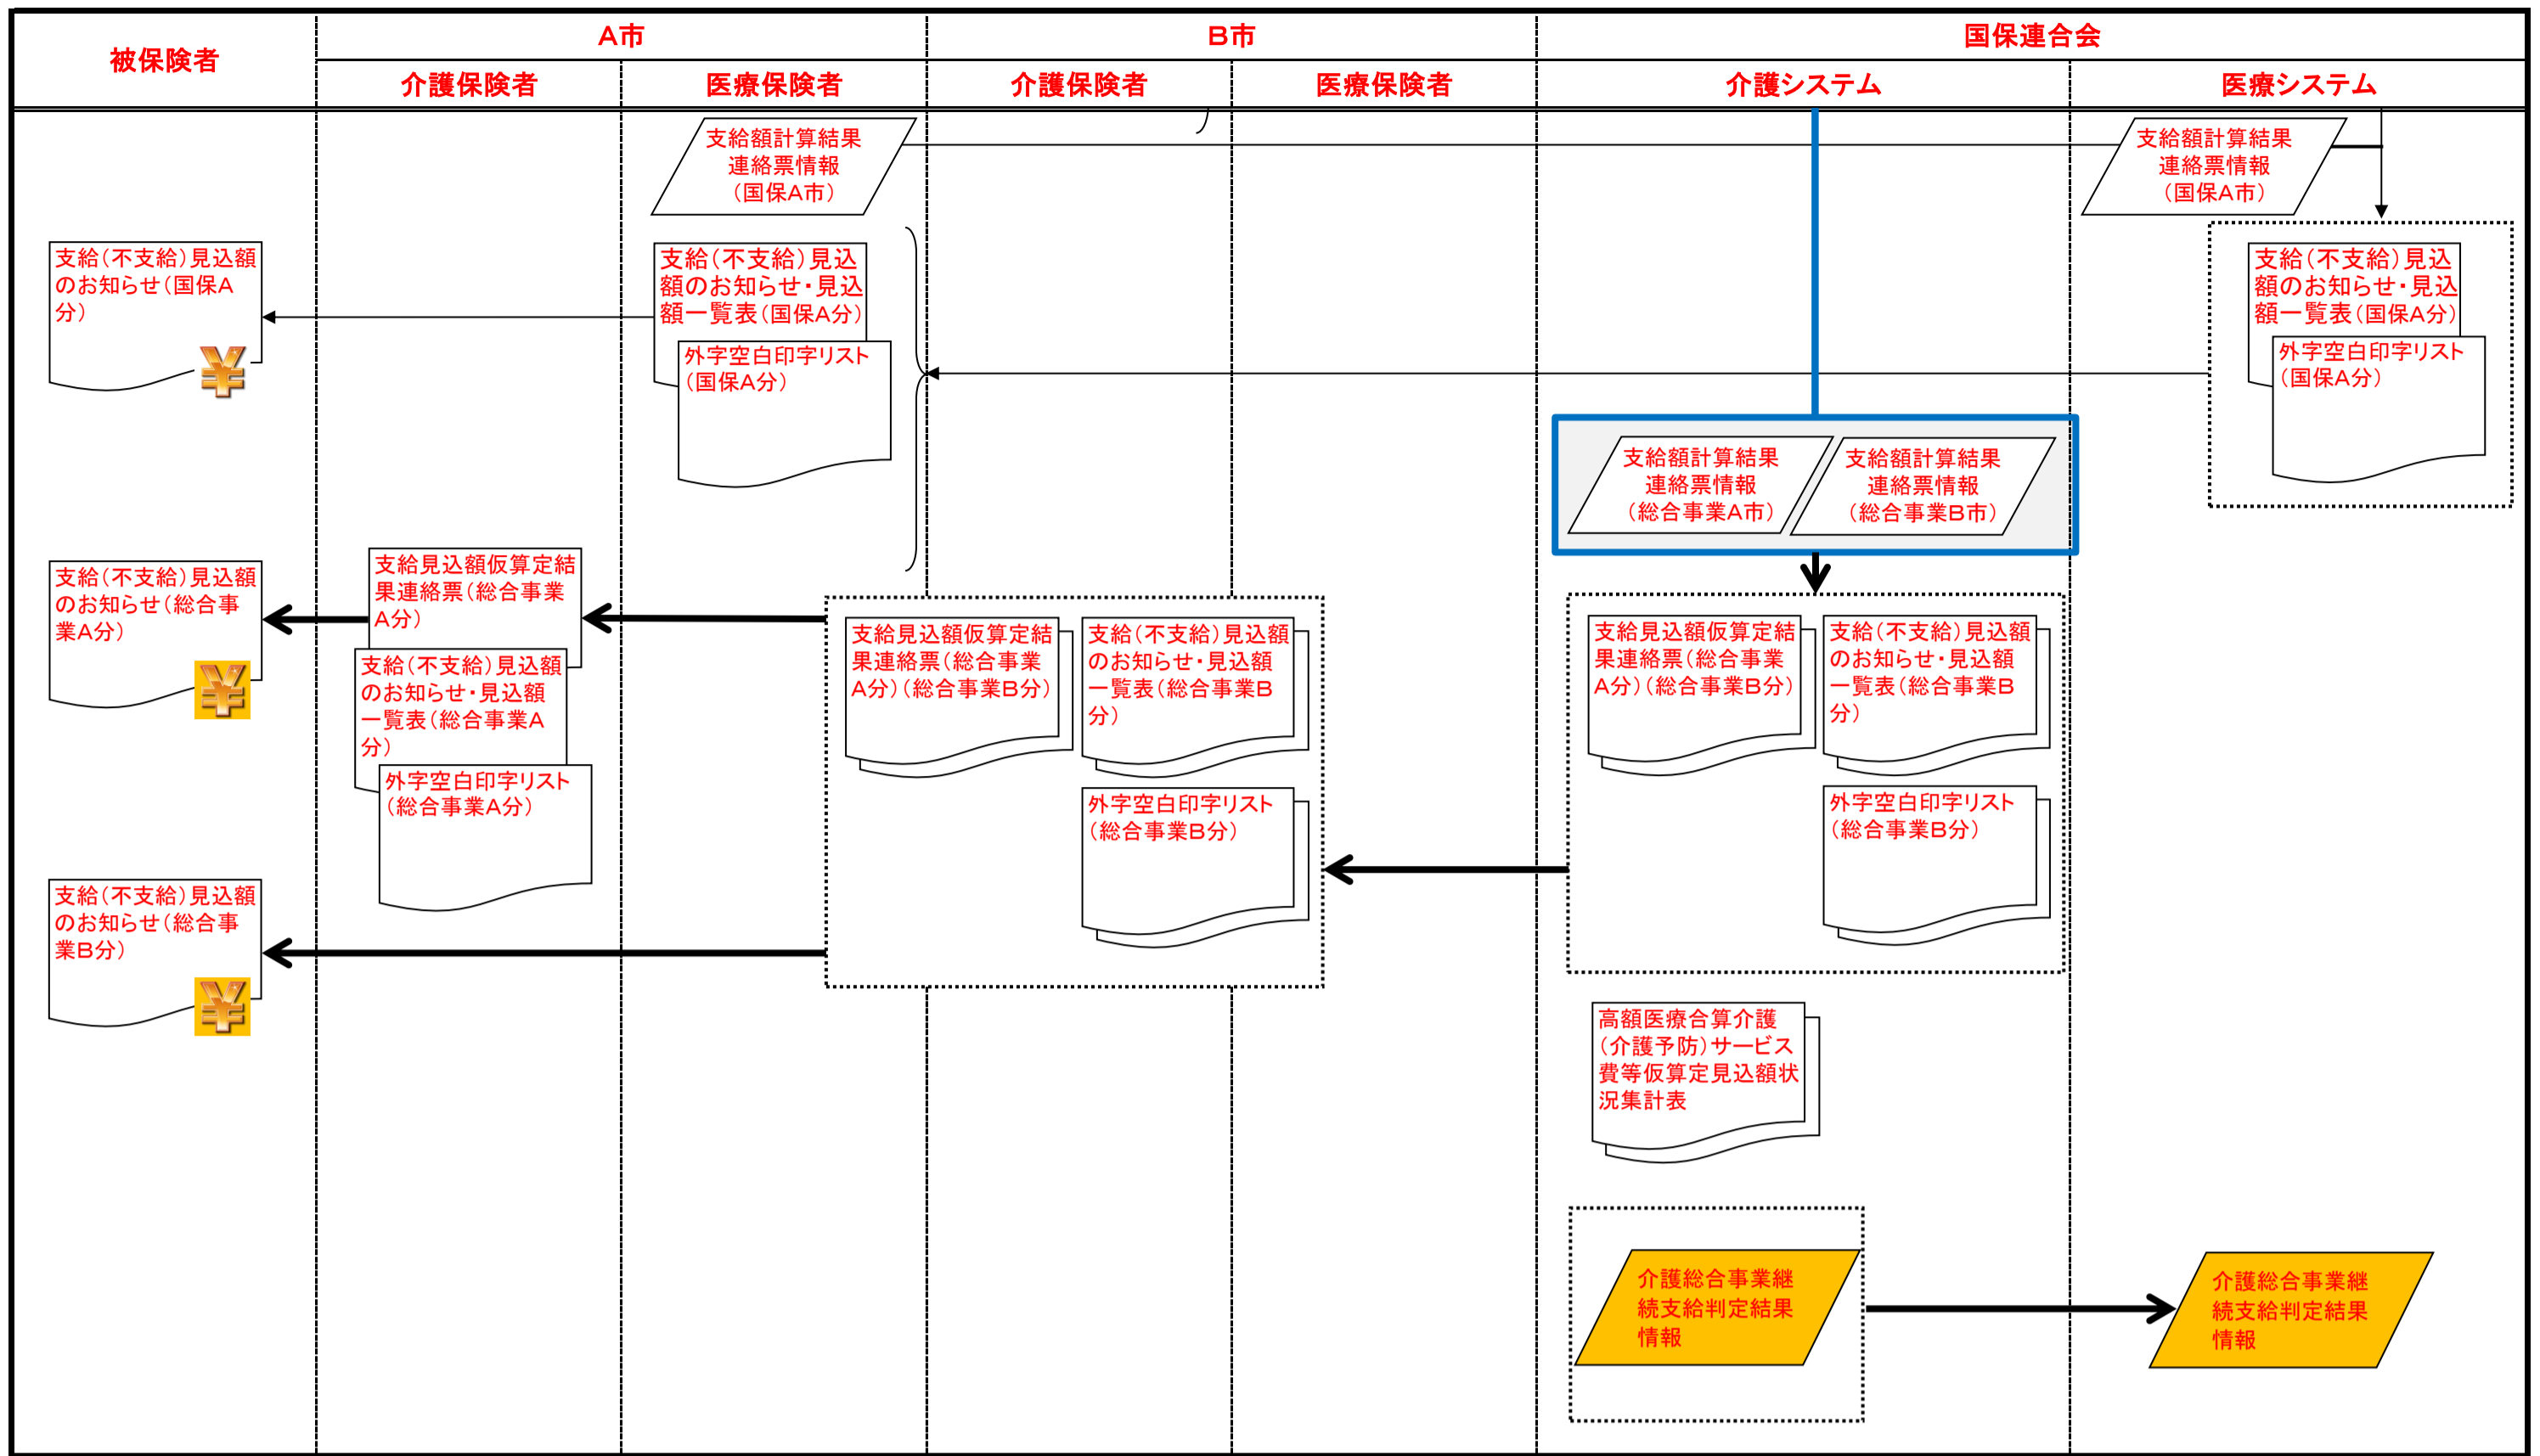 被保険者
A市
B市
国保連合会
介護保険者
医療保険者
介護保険者
医療保険者
介護システム
医療システム
支給額計算結果
連絡票情報
（国保A市）
支給額計算結果
連絡票情報
（国保A市）
支給（不支給）見込額
のお知らせ（国保A
分）
支給（不支給）見込
額のお知らせ・見込
額一覧表（国保A分）
外字空白印字リスト
（国保A分）
支給（不支給）見込
額のお知らせ・見込
額一覧表（国保A分）
外字空白印字リスト
（国保A分）
支給額計算結果
連絡票情報
（総合事業A市）
支給額計算結果
連絡票情報
（総合事業B市）
支給（不支給）見込額
のお知らせ（総合事
業A分）
支給見込額仮算定結
果連絡票（総合事業
A分）
支給（不支給）見込額
のお知らせ・見込額
一覧表（総合事業A
分）
外字空白印字リスト
（総合事業A分）
支給見込額仮算定結
果連絡票（総合事業
A分）（総合事業B分）
支給（不支給）見込額
のお知らせ・見込額
一覧表（総合事業B
分）
外字空白印字リスト
（総合事業B分）
支給見込額仮算定結
果連絡票（総合事業
A分）（総合事業B分）
支給（不支給）見込額
のお知らせ・見込額
一覧表（総合事業B
分）
外字空白印字リスト
（総合事業B分）
支給（不支給）見込額
のお知らせ（総合事
業B分）
高額医療合算介護
（介護予防）サービス
費等仮算定見込額状
況集計表
介護総合事業継
続支給判定結果
情報
介護総合事業継
続支給判定結果
情報
¥
¥
¥